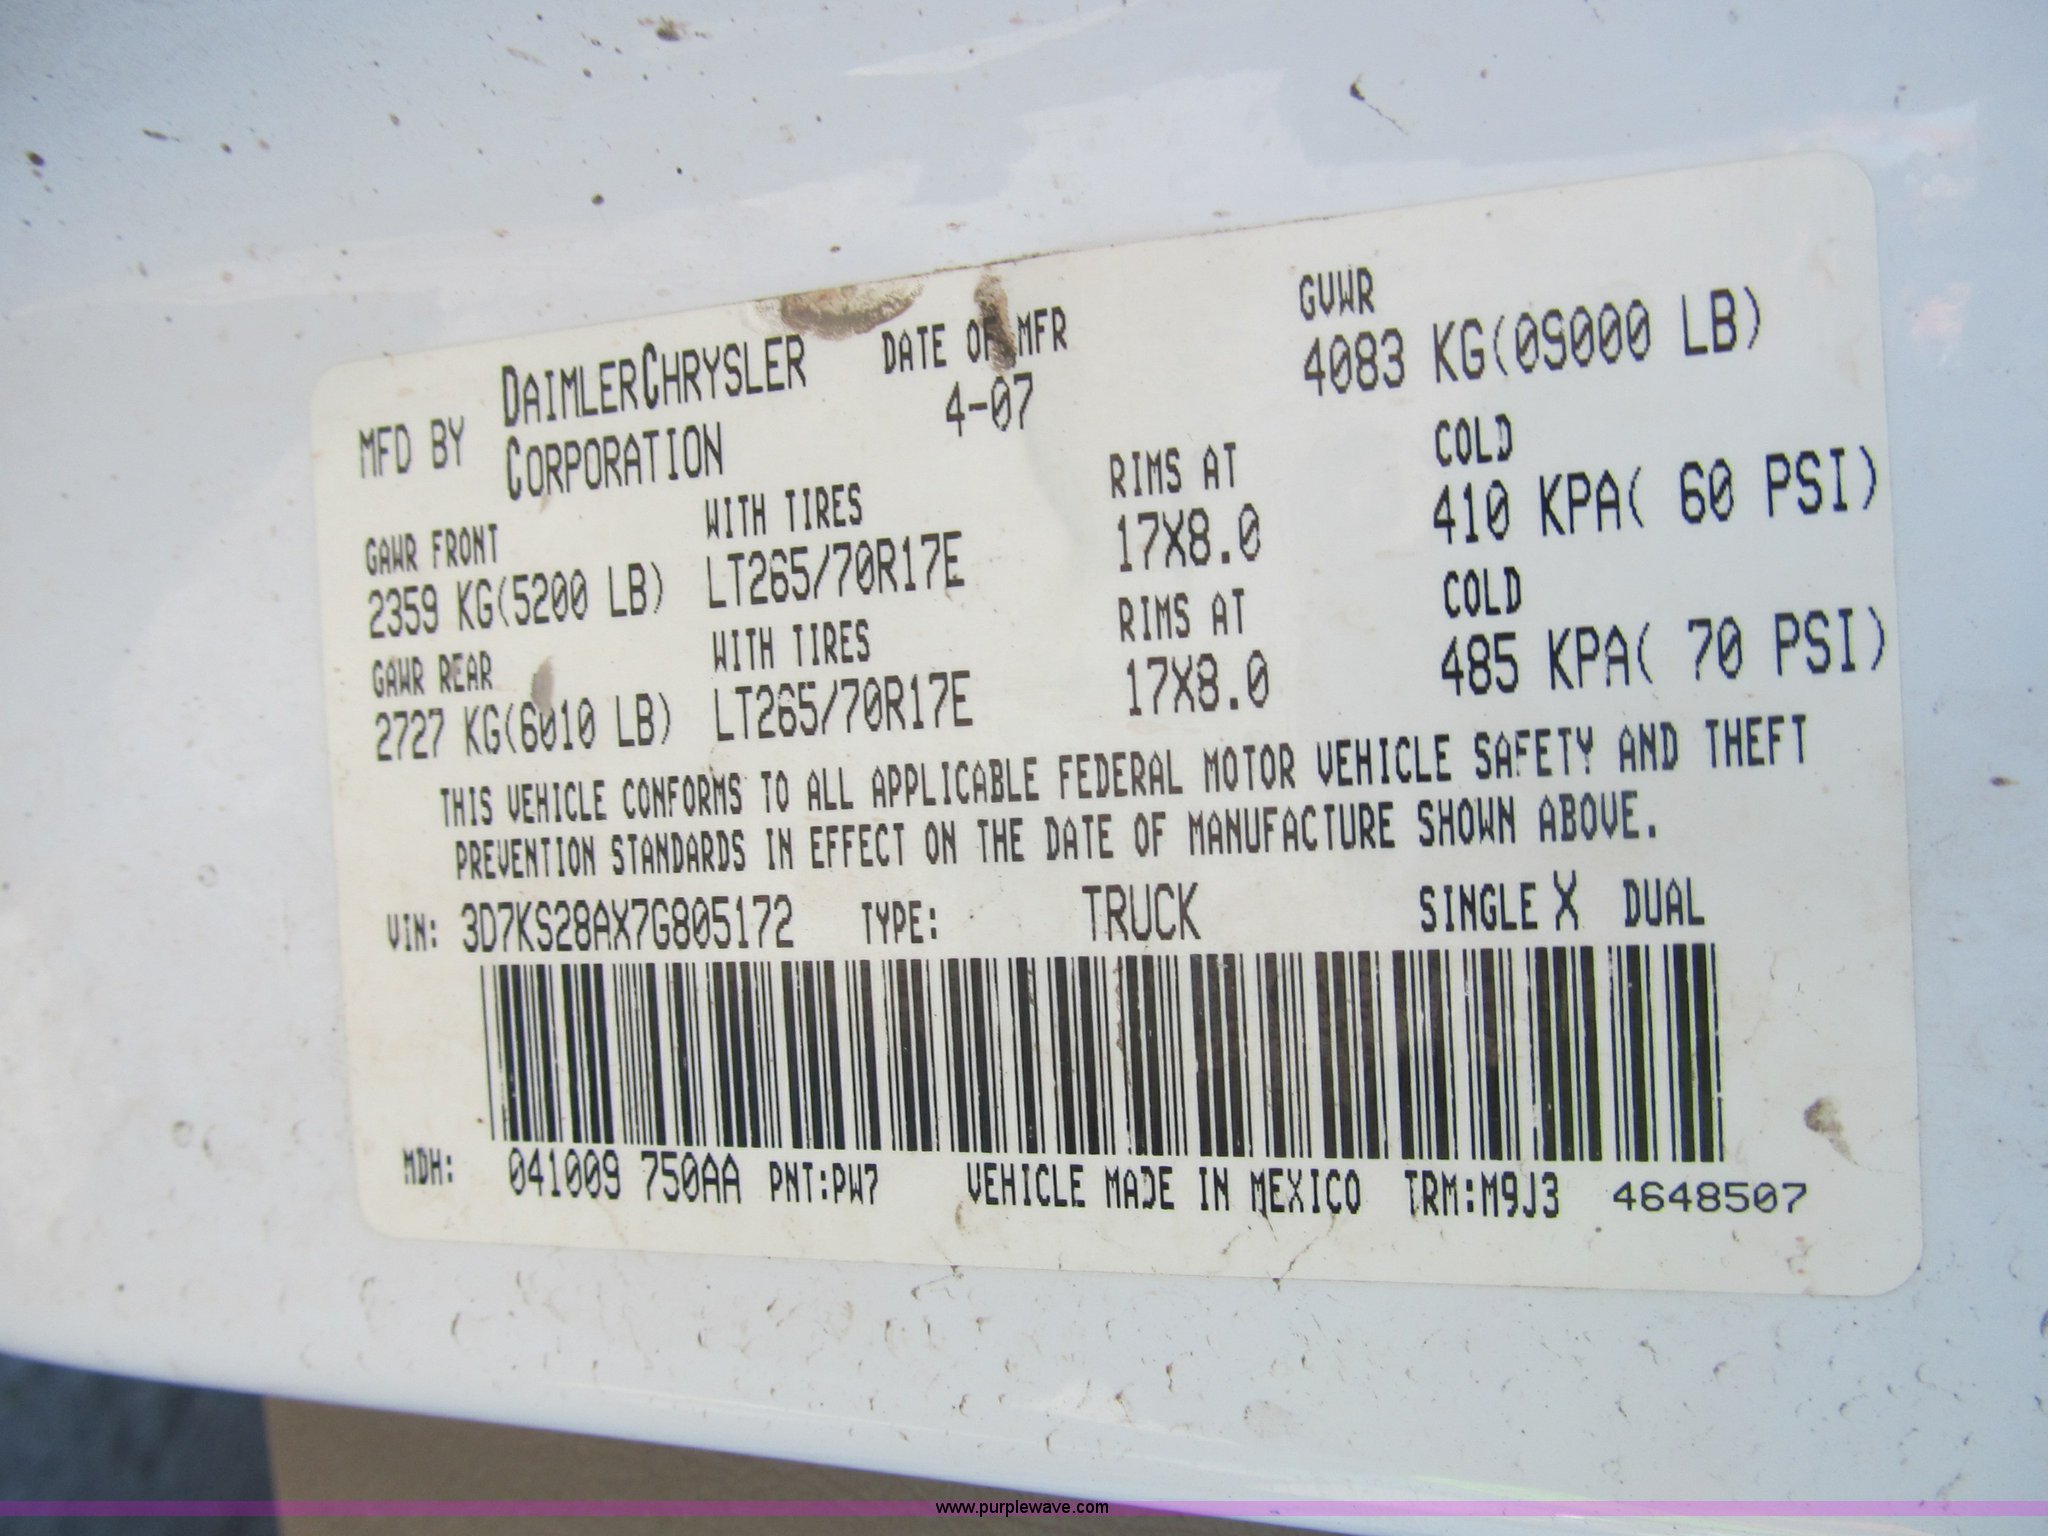 MFD BY DAIMLERCHRYSLER CORPORATION
DATE OF MFR
4-07
GVWR
4083 KG(09000 LB)
GAWR FRONT WITH TIRES RIMS AT COLD
2359 KG(5200 LB) LT265/70R17E 17X8.0 410 KPA( 60 PSI)
GAWR REAR WITH TIRES RIMS AT COLD
2727 KG(6010 LB) LT265/70R17E 17X8.0 485 KPA( 70 PSI)
THIS VEHICLE CONFORMS TO ALL APPLICABLE FEDERAL MOTOR VEHICLE SAFETY AND THEFT
PREVENTION STANDARDS IN EFFECT ON THE DATE OF MANUFACTURE SHOWN ABOVE.
VIN: 3D7KS28AX7G805172 TYPE: TRUCK SINGLE X DUAL
MDH: 041009 750AA PNT:PW7 VEHICLE MADE IN MEXICO TRM:M9J3 4648507
www.purplewave.com